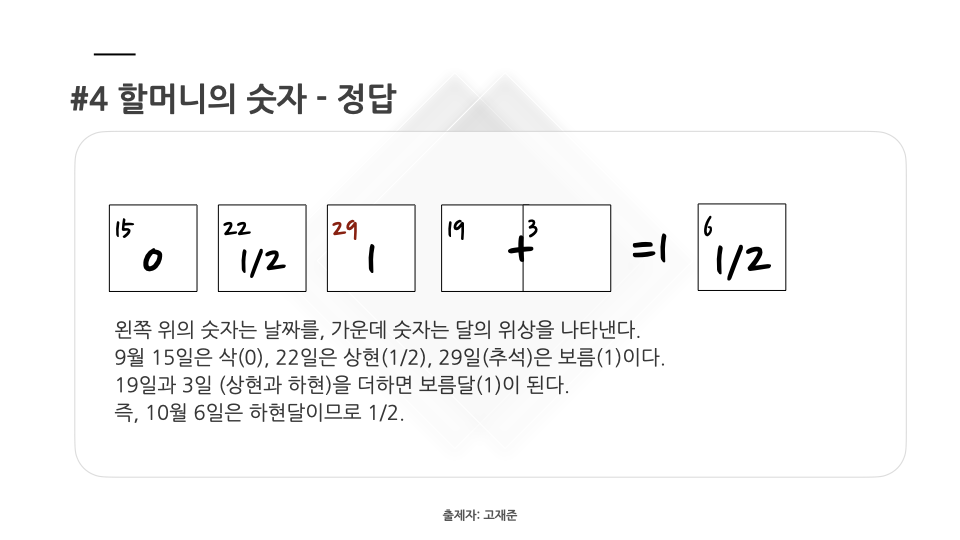 #4 할머니의 숫자 - 정답
15 22 29 19 3 6
0 1/2 1 + =1 1/2
왼쪽 위의 숫자는 날짜를, 가운데 숫자는 달의 위상을 나타낸다.
9월 15일은 삭(0), 22일은 상현(1/2), 29일(추석)은 보름(1)이다.
19일과 3일 (상현과 하현)을 더하면 보름달(1)이 된다.
즉, 10월 6일은 하현달이므로 1/2.
출제자: 고재준